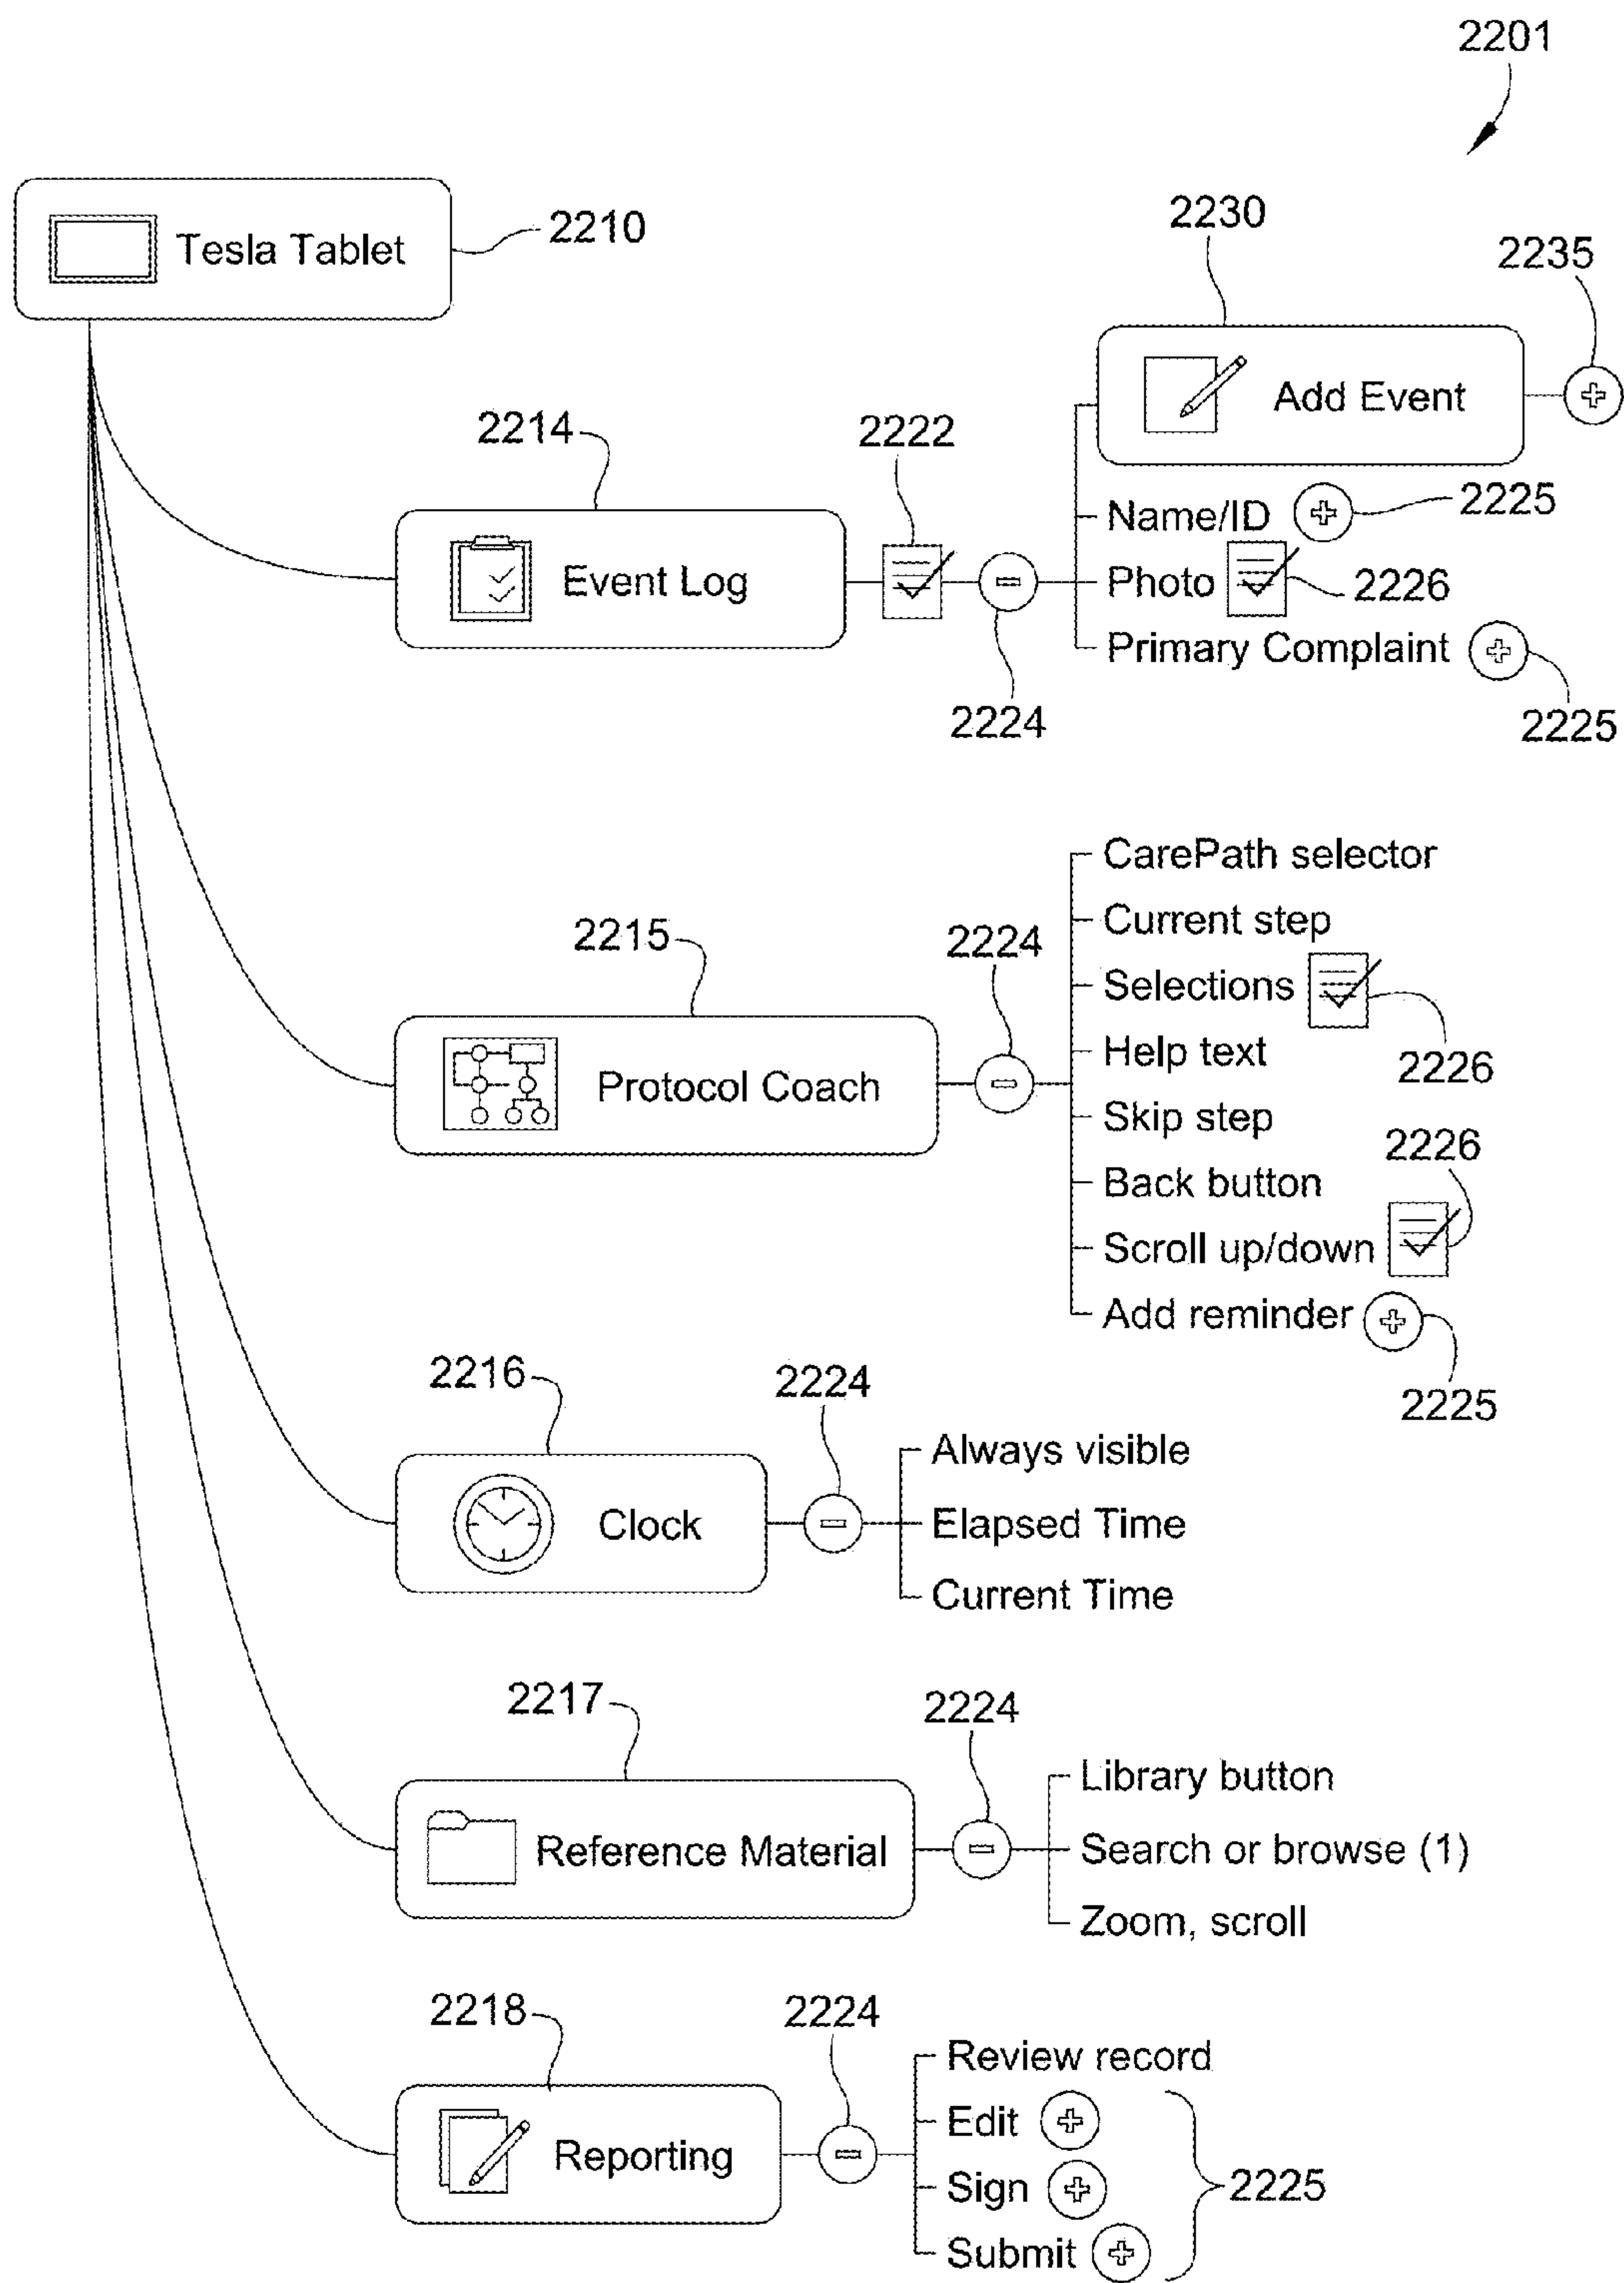 2201
Tesla Tablet
2210
2230
2235
Add Event
2214
2222
Event Log
Name/ID
2225
Photo
2226
Primary Complaint
2224
2225
CarePath selector
Current step
2215
2224
Selections
Protocol Coach
Help text
2226
Skip step
2226
Back button
Scroll up/down
Add reminder
2225
2216
2224
Always visible
Clock
Elapsed Time
Current Time
2217
2224
Library button
Reference Material
Search or browse (1)
Zoom, scroll
2218
2224
Review record
Edit
Reporting
Sign
2225
Submit